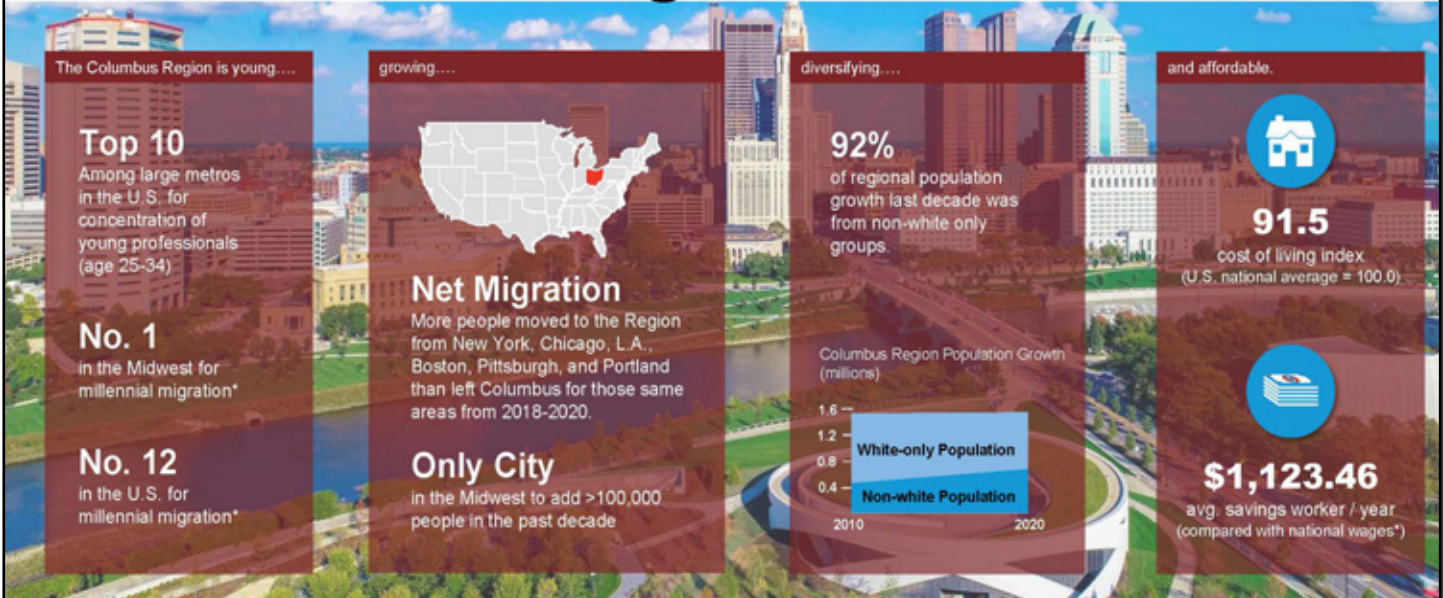 The Columbus Region is young....
Top 10
Among large metros
in the U.S. for
concentration of
young professionals
(age 25-34)
No. 1
in the Midwest for
millennial migration*
No. 12
in the U.S. for
millennial migration*
growing....
Net Migration
More people moved to the Region
from New York, Chicago, L.A.,
Boston, Pittsburgh, and Portland
than left Columbus for those same
areas from 2018-2020.
Only City
in the Midwest to add >100,000
people in the past decade
diversifying....
92%
of regional population
growth last decade was
from non-white only
groups.
Columbus Region Population Growth
(millions)
1.6
1.2
0.8
0.4
White-only Population
Non-white Population
2010
2020
and affordable.
91.5
cost of living index
(U.S. national average = 100.0)
$1,123.46
avg. savings worker / year
(compared with national wages*)